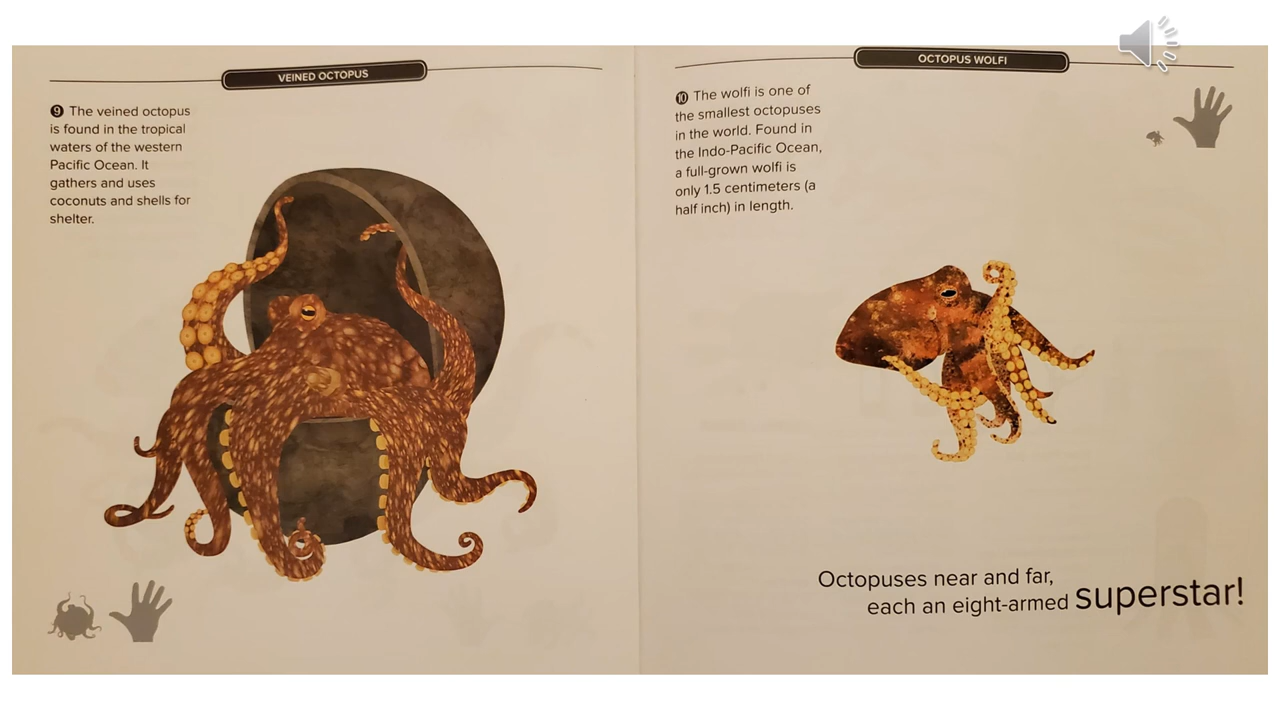 VEINED OCTOPUS
❾ The veined octopus
is found in the tropical
waters of the western
Pacific Ocean. It
gathers and uses
coconuts and shells for
shelter.
OCTOPUS WOLFI
❿ The wolfi is one of
the smallest octopuses
in the world. Found in
the Indo-Pacific Ocean,
a full-grown wolfi is
only 1.5 centimeters (a
half inch) in length.
Octopuses near and far,
each an eight-armed superstar!